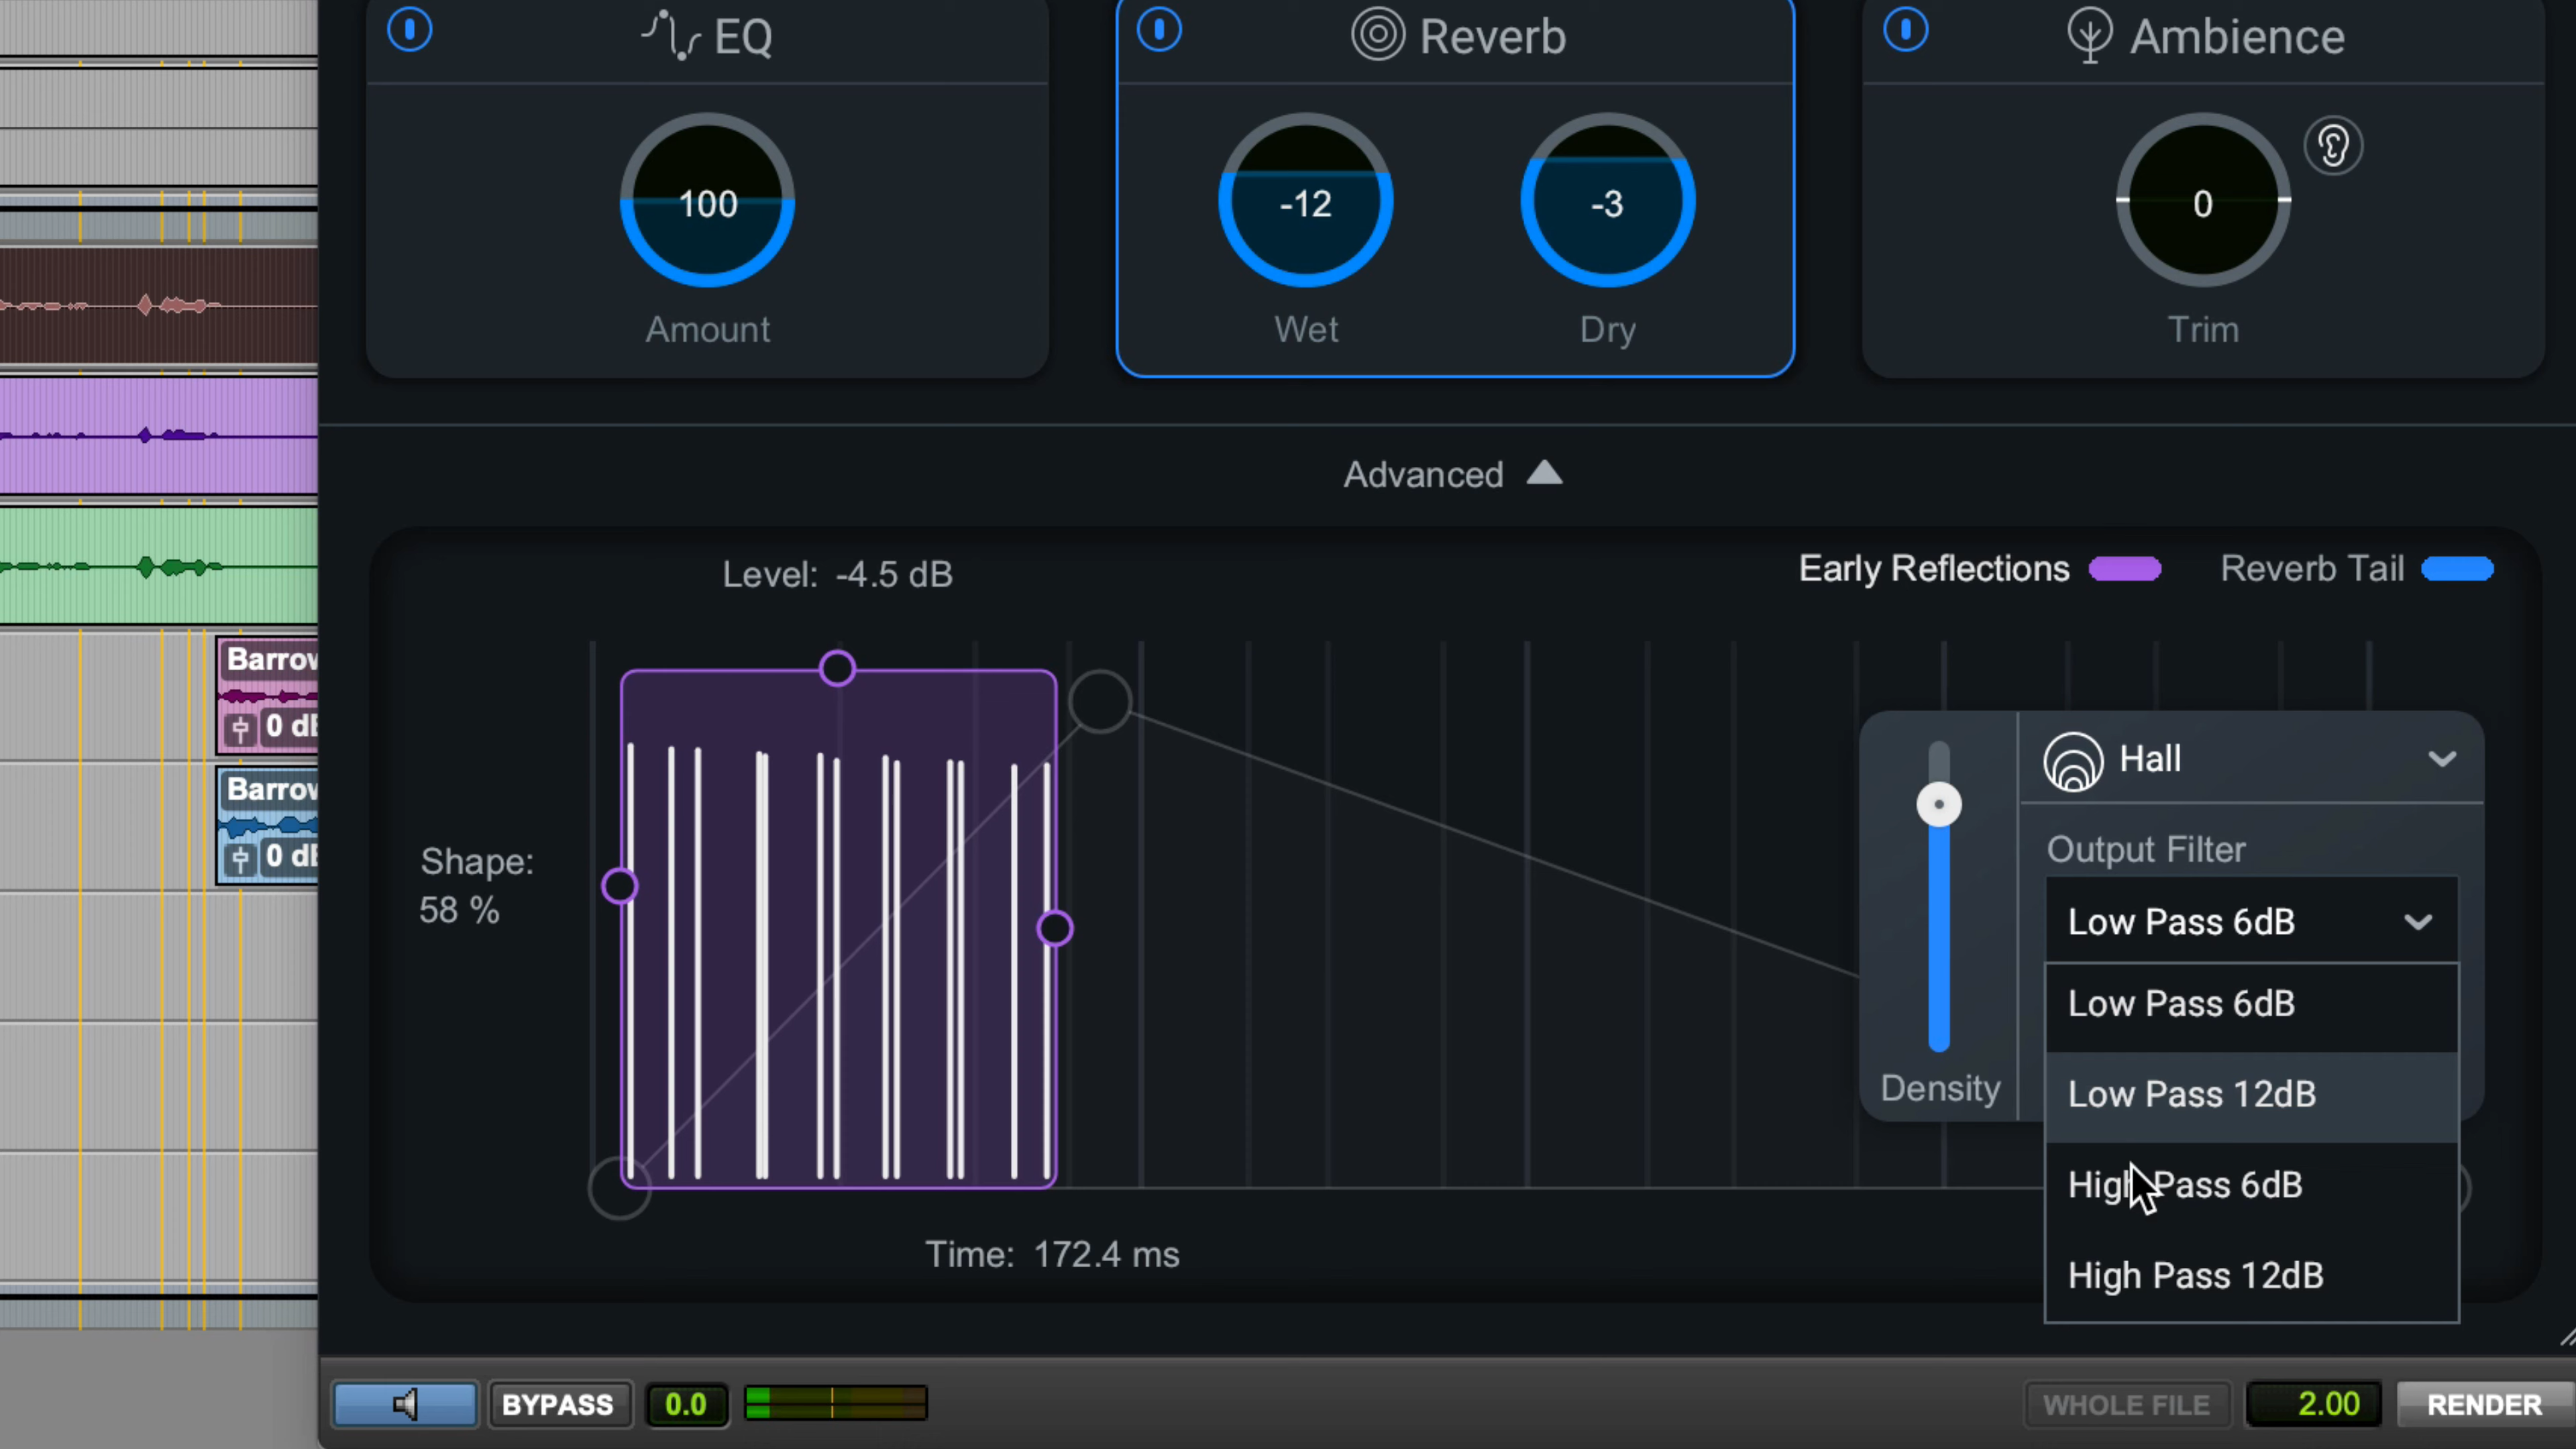 EQ
Reverb
Ambience
100
-12
-3
0
Amount
Wet
Dry
Trim
Advanced
Level: -4.5 dB
Early Reflections
Reverb Tail
Barrow
0 dB
Barrow
0 dB
Shape:
58 %
Hall
Output Filter
Low Pass 6dB
Low Pass 6dB
Low Pass 12dB
High Pass 6dB
High Pass 12dB
Density
Time: 172.4 ms
BYPASS
0.0
WHOLE FILE
2.00
RENDER